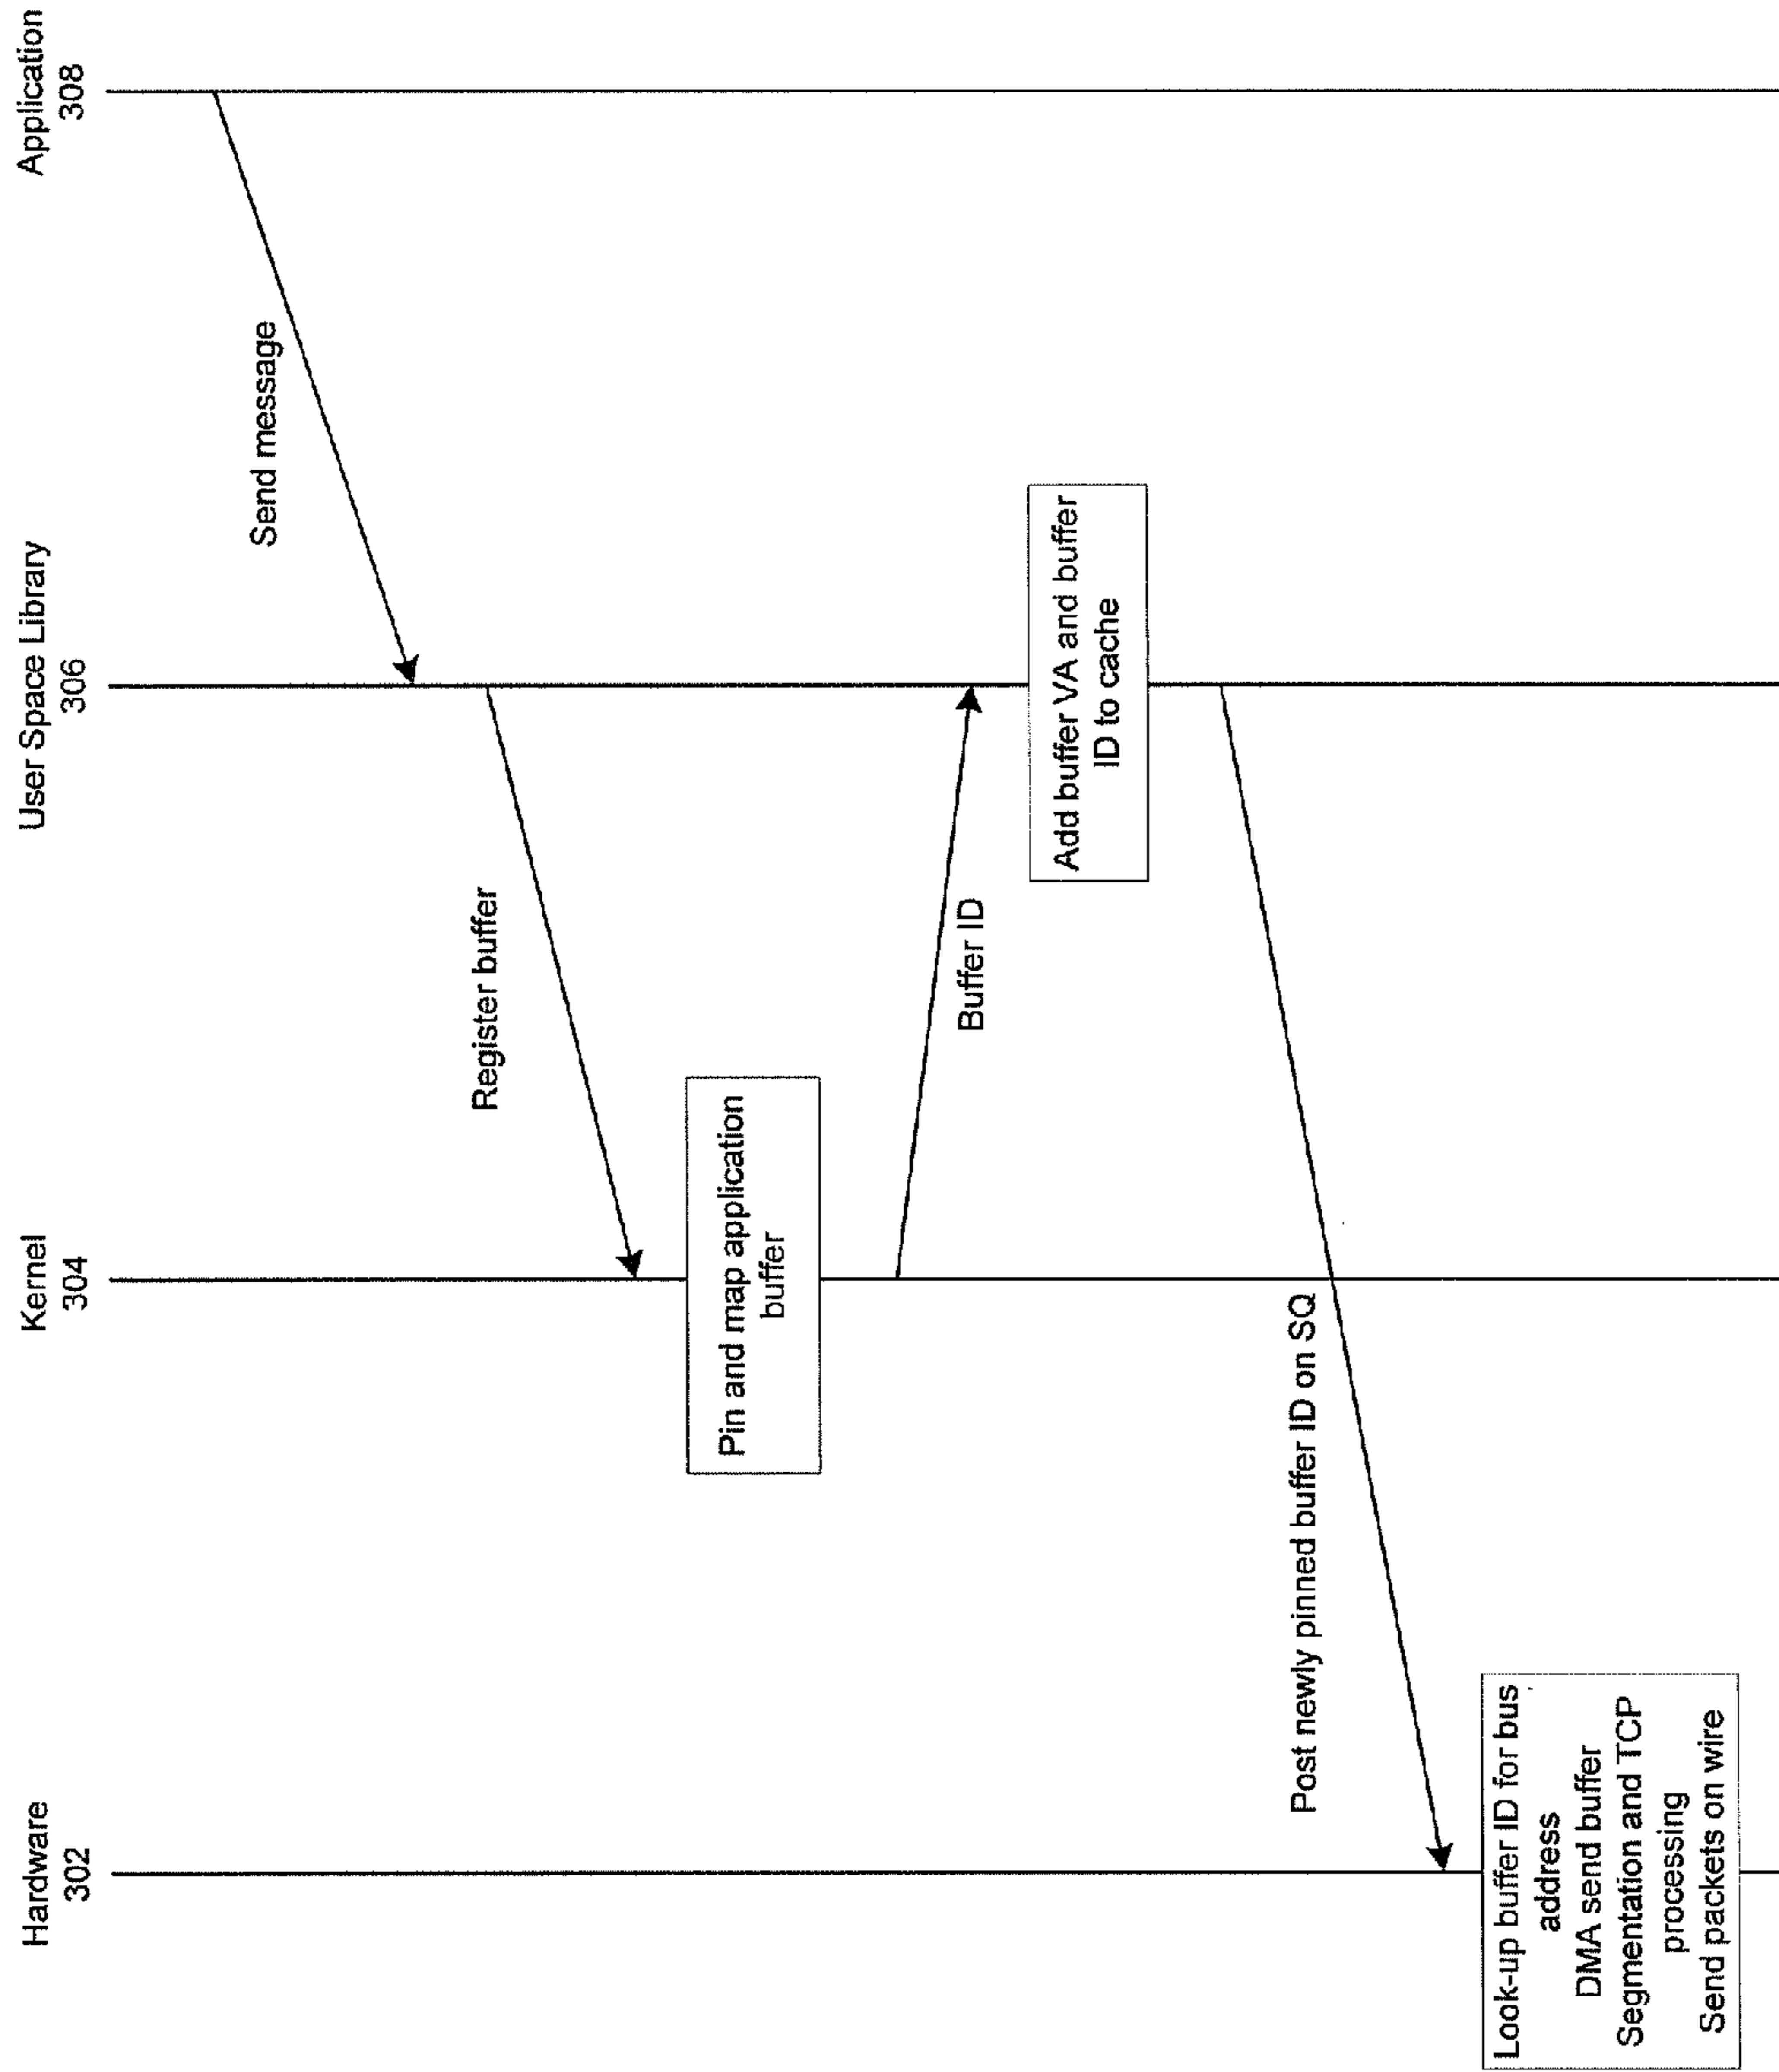 Hardware
302
Kernel
304
User Space Library
306
Application
308
Send message
Register buffer
Pin and map application
buffer
Buffer ID
Add buffer VA and buffer
ID to cache
Post newly pinned buffer ID on SQ
Look-up buffer ID for bus
address
DMA send buffer
Segmentation and TCP
processing
Send packets on wire